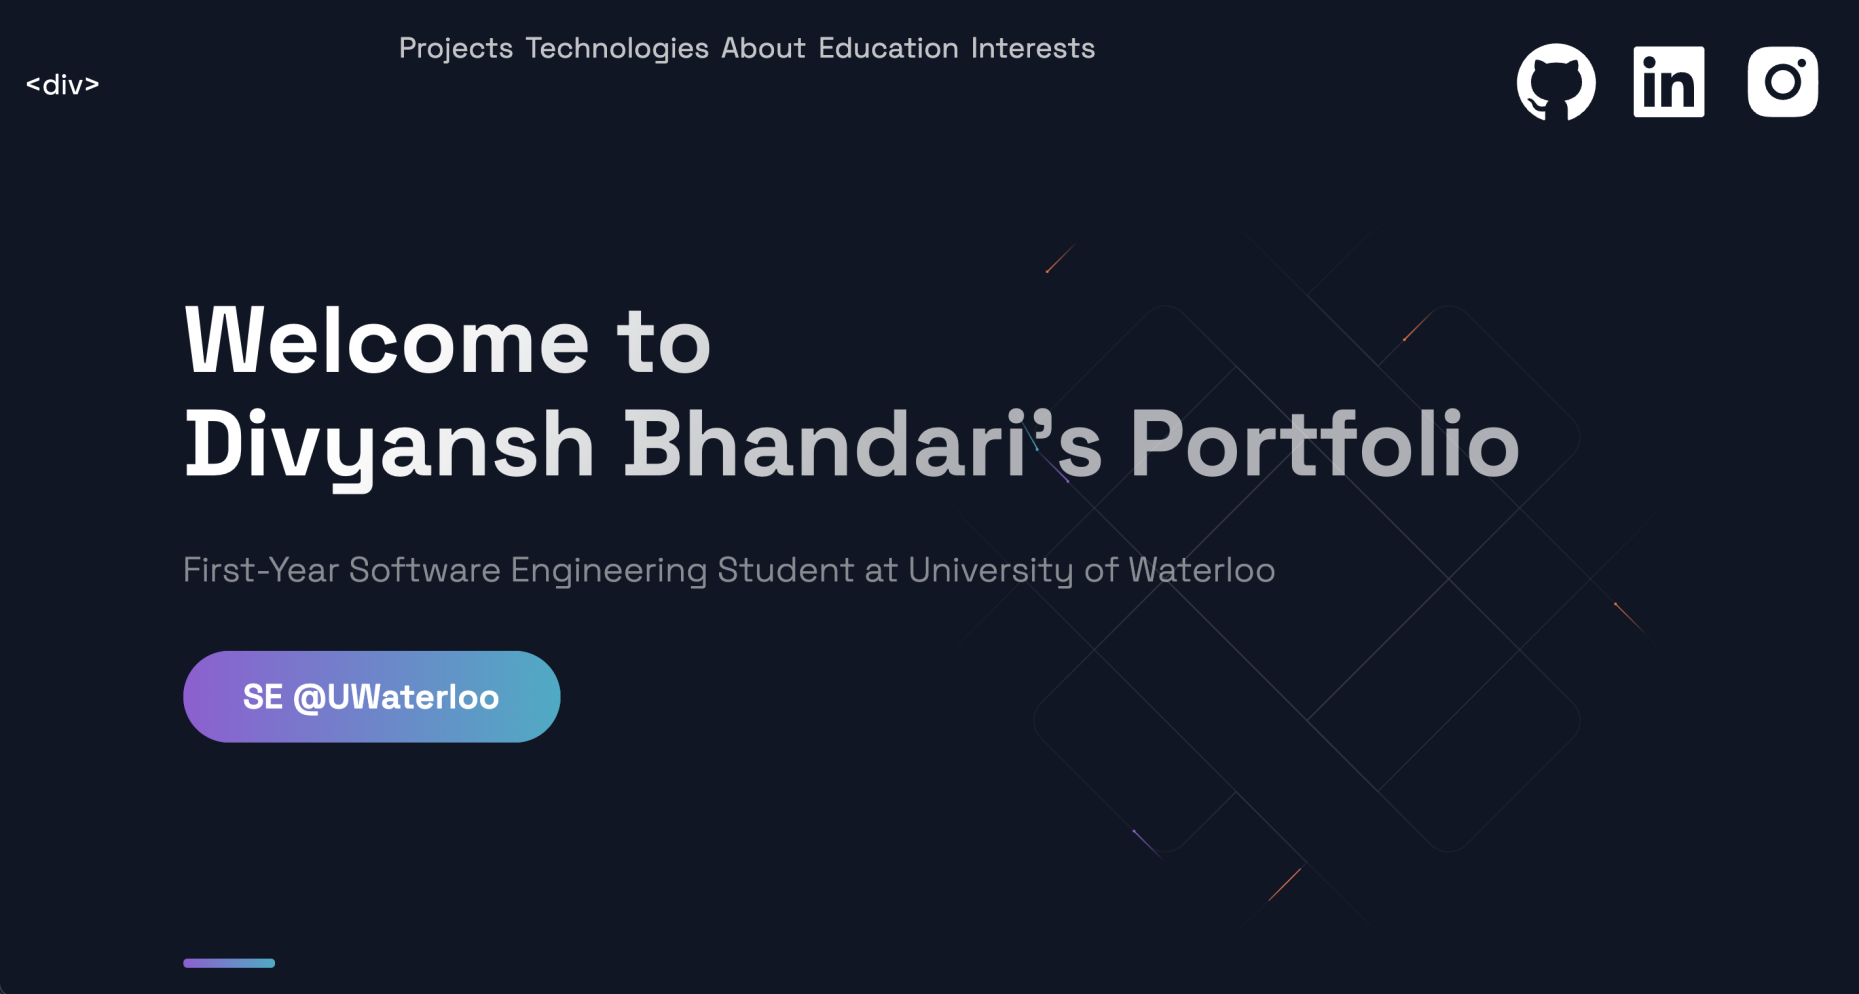 Projects Technologies About Education Interests
<div>
in
Welcome to
Divyansh Bhandari’s Portfolio
First-Year Software Engineering Student at University of Waterloo
SE @UWaterloo